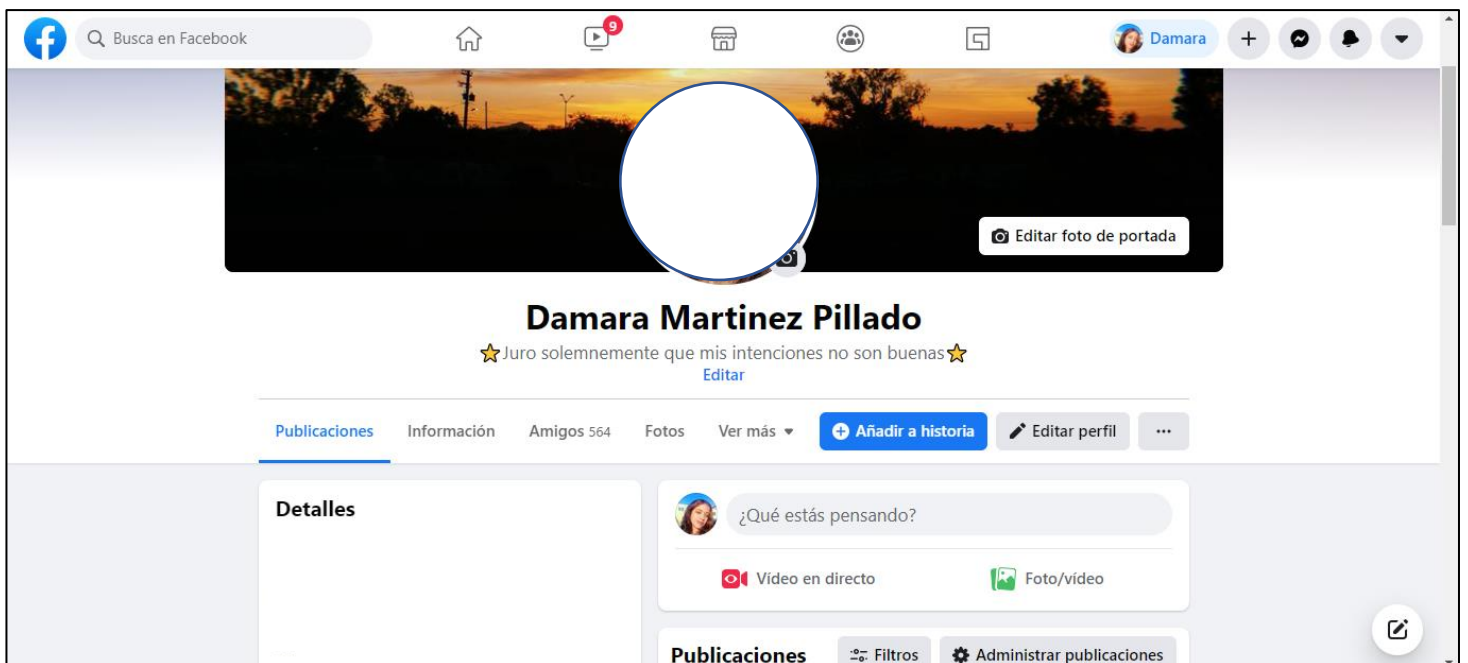 Busca en Facebook
9
Damara
Editar foto de portada
Damara Martinez Pillado
⭐Juro solemnemente que mis intenciones no son buenas⭐
Editar
Publicaciones Información Amigos 564 Fotos Ver más Añadir a historia Editar perfil
Detalles
¿Qué estás pensando?
Vídeo en directo Foto/vídeo
Publicaciones Filtros Administrar publicaciones